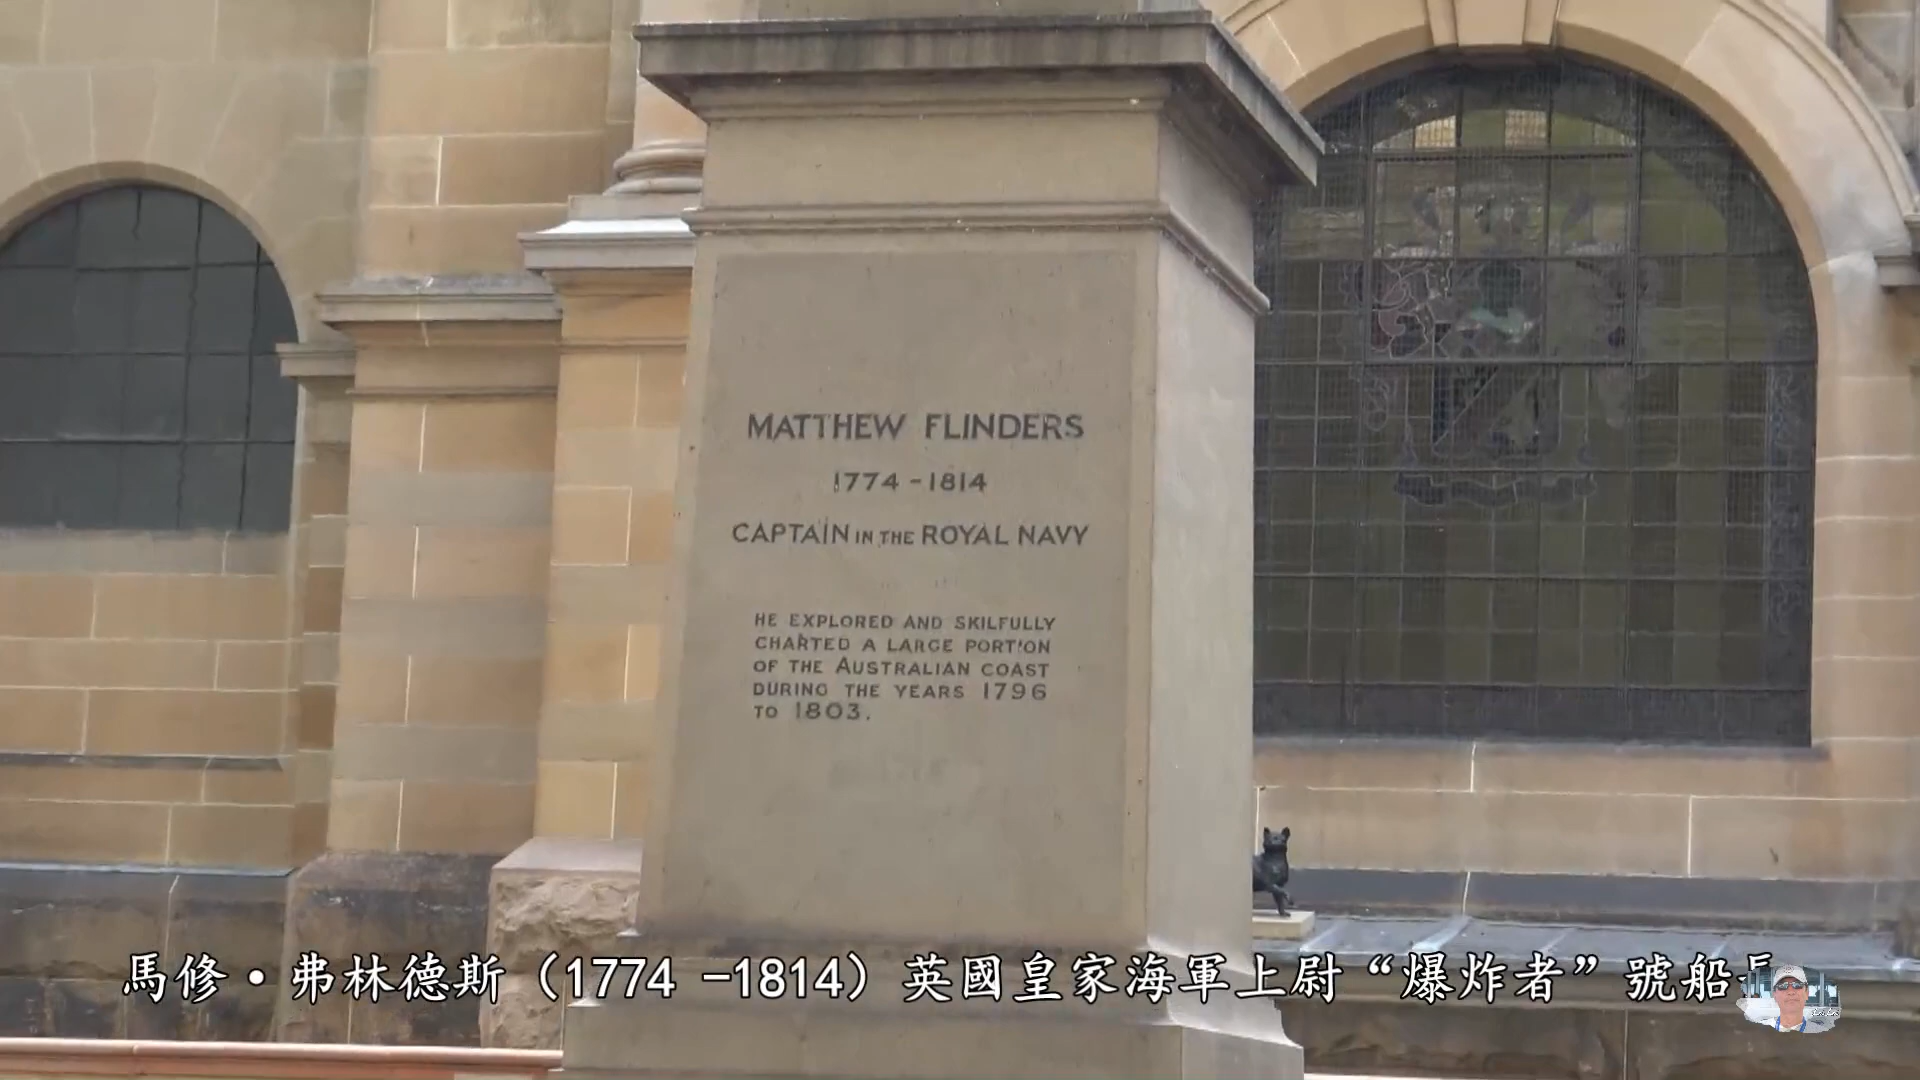 MATTHEW FLINDERS
1774 - 1814
CAPTAIN IN THE ROYAL NAVY
HE EXPLORED AND SKILFULLY
CHARTED A LARGE PORTION
OF THE AUSTRALIAN COAST
DURING THE YEARS 1796
TO 1803.
馬修·弗林德斯（1774 –1814）英國皇家海軍上尉“爆炸者”號船